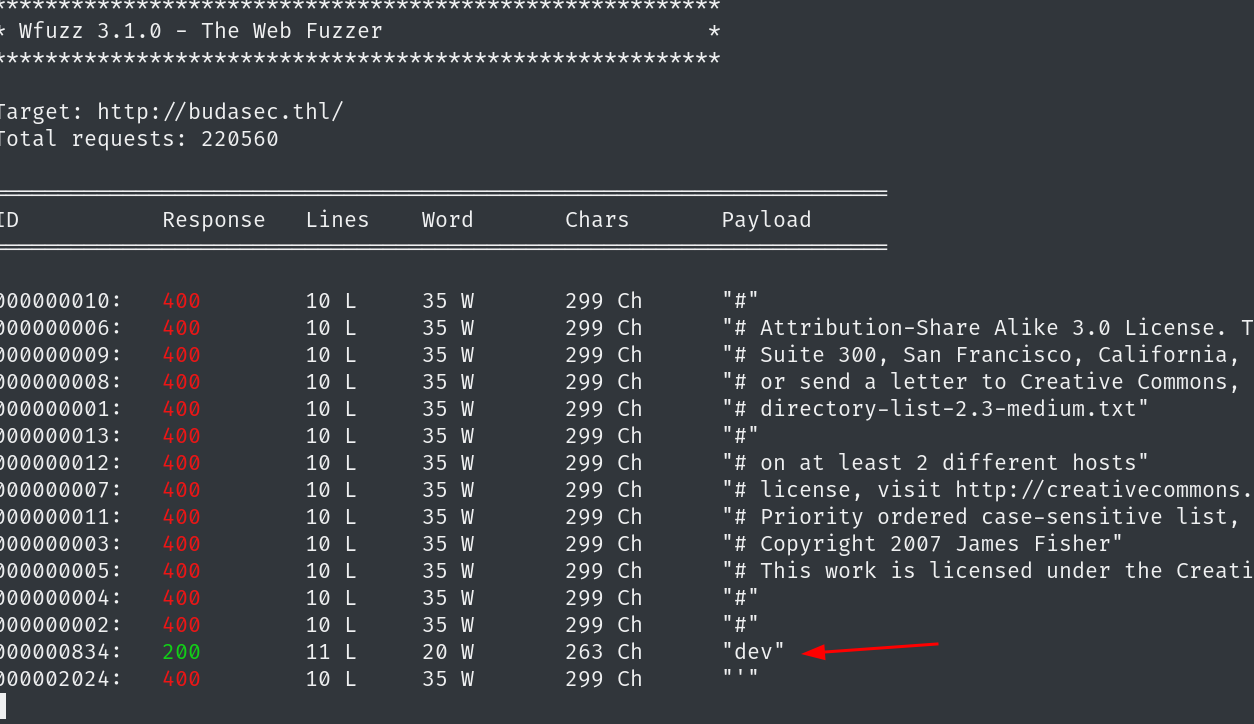 *********************************************************
* Wfuzz 3.1.0 - The Web Fuzzer                         *
*********************************************************
Target: http://budasec.thl/
Total requests: 220560
=====================================================================
ID           Response   Lines    Word       Chars       Payload
=====================================================================
000000010:   400        10 L     35 W       299 Ch      "#"
000000006:   400        10 L     35 W       299 Ch      "# Attribution-Share Alike 3.0 License. T
000000009:   400        10 L     35 W       299 Ch      "# Suite 300, San Francisco, California,
000000008:   400        10 L     35 W       299 Ch      "# or send a letter to Creative Commons,
000000001:   400        10 L     35 W       299 Ch      "# directory-list-2.3-medium.txt"
000000013:   400        10 L     35 W       299 Ch      "#"
000000012:   400        10 L     35 W       299 Ch      "# on at least 2 different hosts"
000000007:   400        10 L     35 W       299 Ch      "# license, visit http://creativecommons.
000000011:   400        10 L     35 W       299 Ch      "# Priority ordered case-sensitive list,
000000003:   400        10 L     35 W       299 Ch      "# Copyright 2007 James Fisher"
000000005:   400        10 L     35 W       299 Ch      "# This work is licensed under the Creati
000000004:   400        10 L     35 W       299 Ch      "#"
000000002:   400        10 L     35 W       299 Ch      "#"
000000834:   200        11 L     20 W       263 Ch      "dev"
000002024:   400        10 L     35 W       299 Ch      "'"